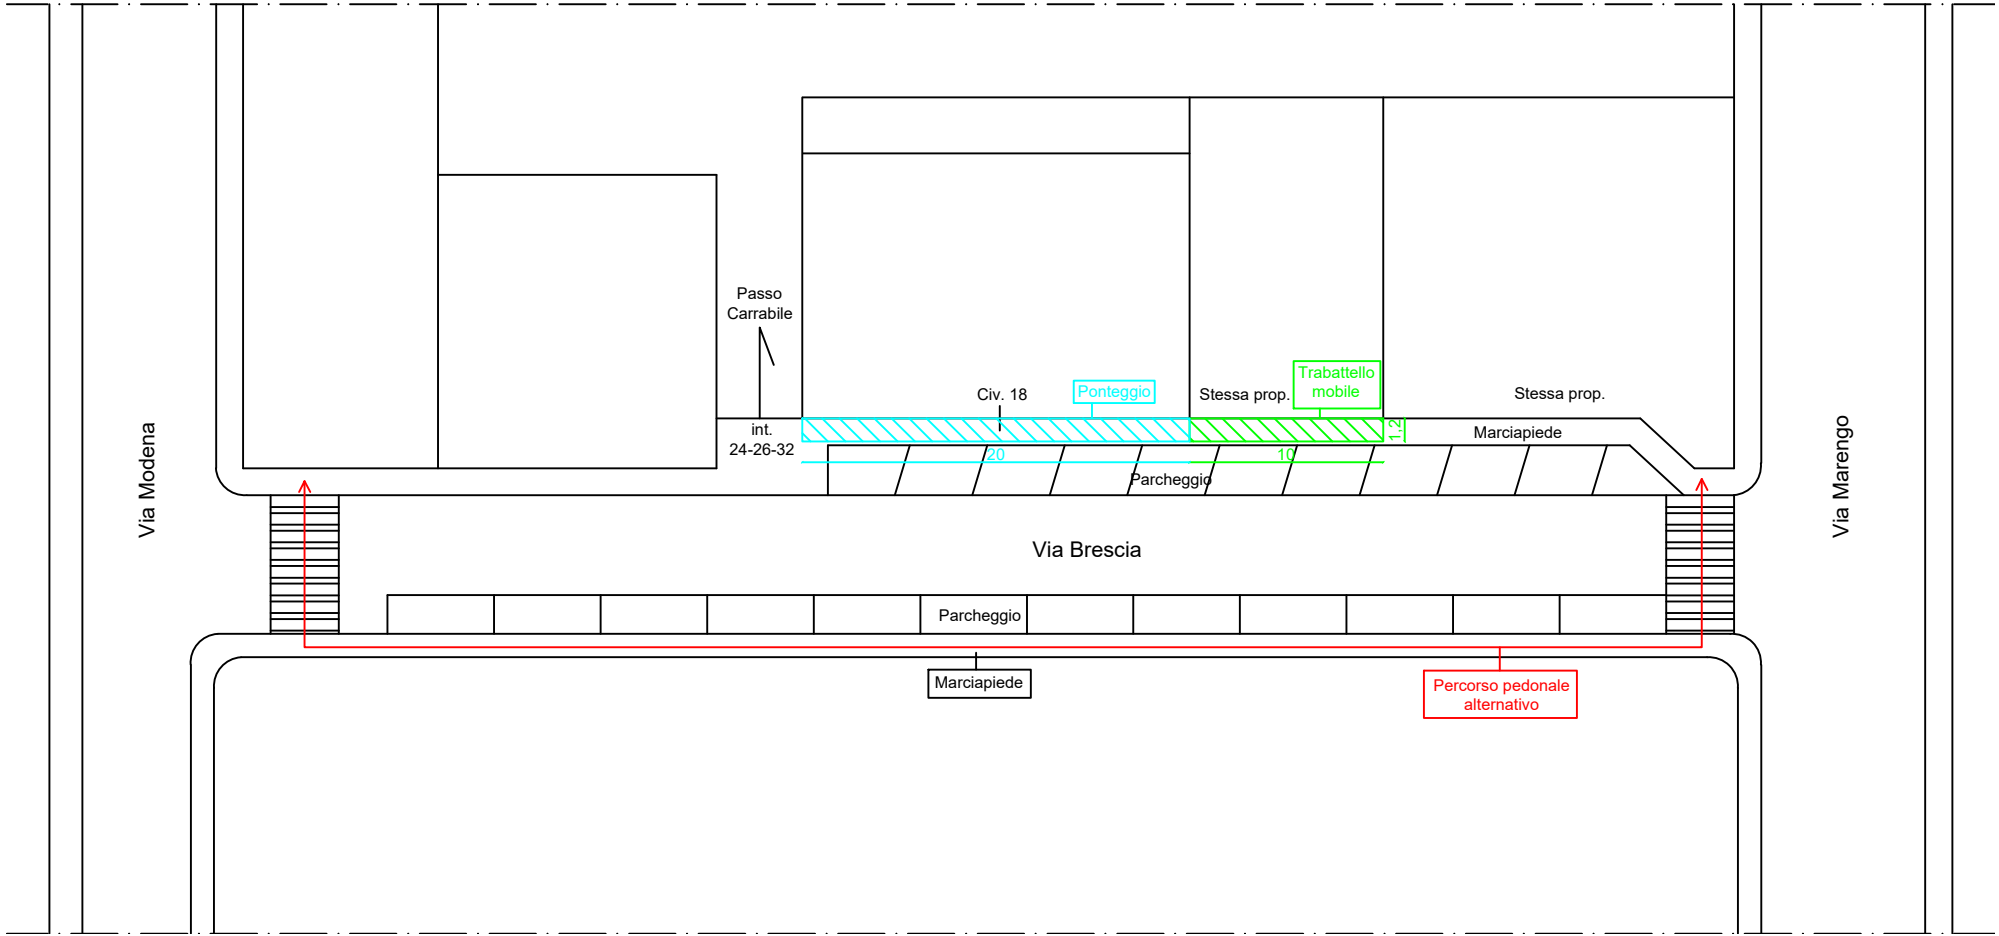 Passo
Carrabile
Trabattello
mobile
Civ. 18
Ponteggio
Stessa prop.
Stessa prop.
int.
24-26-32
1,2
Marciapiede
20
10
Parcheggio
Via Modena
Via Marengo
Via Brescia
Parcheggio
Marciapiede
Percorso pedonale
alternativo